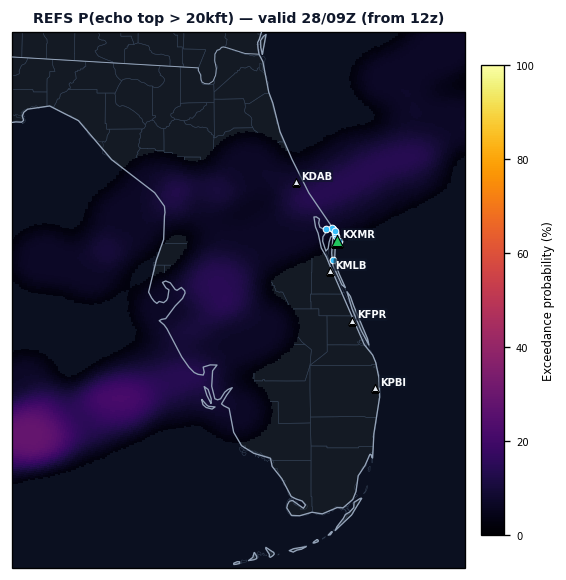 REFS P(echo top > 20kft) — valid 28/09Z (from 12z)
KDAB
KXMR
KMLB
KFPR
KPBI
100
80
60
40
20
0
Exceedance probability (%)